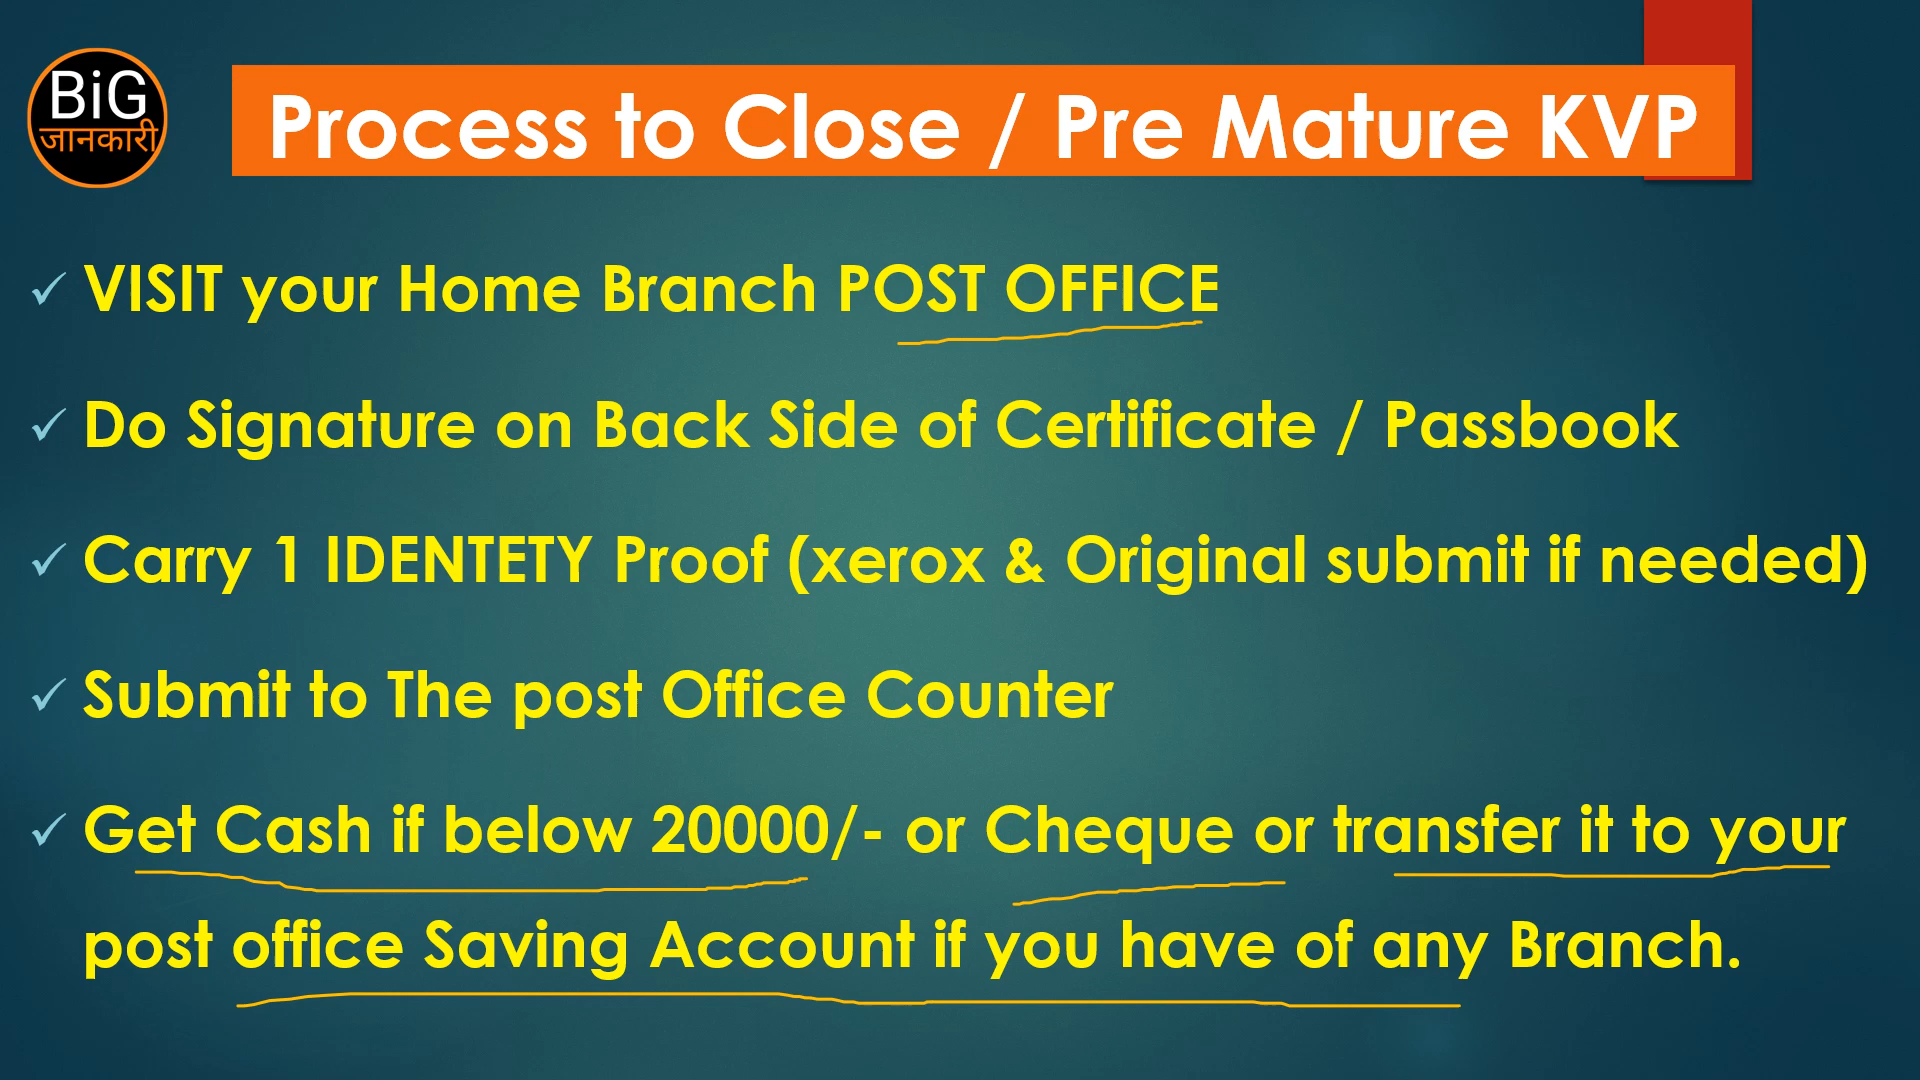 BiG
जानकारी
Process to Close / Pre Mature KVP
✓ VISIT your Home Branch POST OFFICE
✓ Do Signature on Back Side of Certificate / Passbook
✓ Carry 1 IDENTETY Proof (xerox & Original submit if needed)
✓ Submit to The post Office Counter
✓ Get Cash if below 20000/- or Cheque or transfer it to your
post office Saving Account if you have of any Branch.